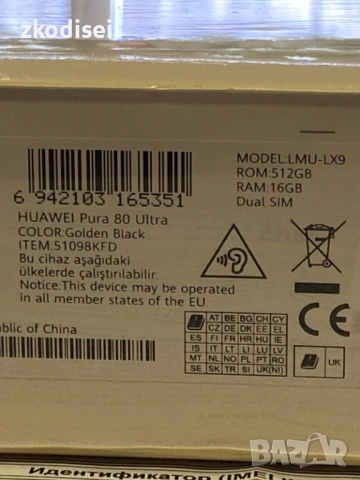 zkodisei
6 942103 165351
HUAWEI Pura 80 Ultra
COLOR:Golden Black
ITEM:51098KFD
Bu cihaz aşağıdaki
ülkelerde çalıştırılabilir.
Notice.This device may be operated
in all member states of the EU
MODEL:LMU-LX9
ROM:512GB
RAM:16GB
Dual SIM
CE
AT BE BG CH CY
CZ DE DK EE EL
ES FI FR HR HU IE
IS IT LT LI LU LV
MT NL NO PL PT RO
SE SK TR SI UK(NI)
UK
ublic of China
BAZAR
bg
Идентификатор (IMEI